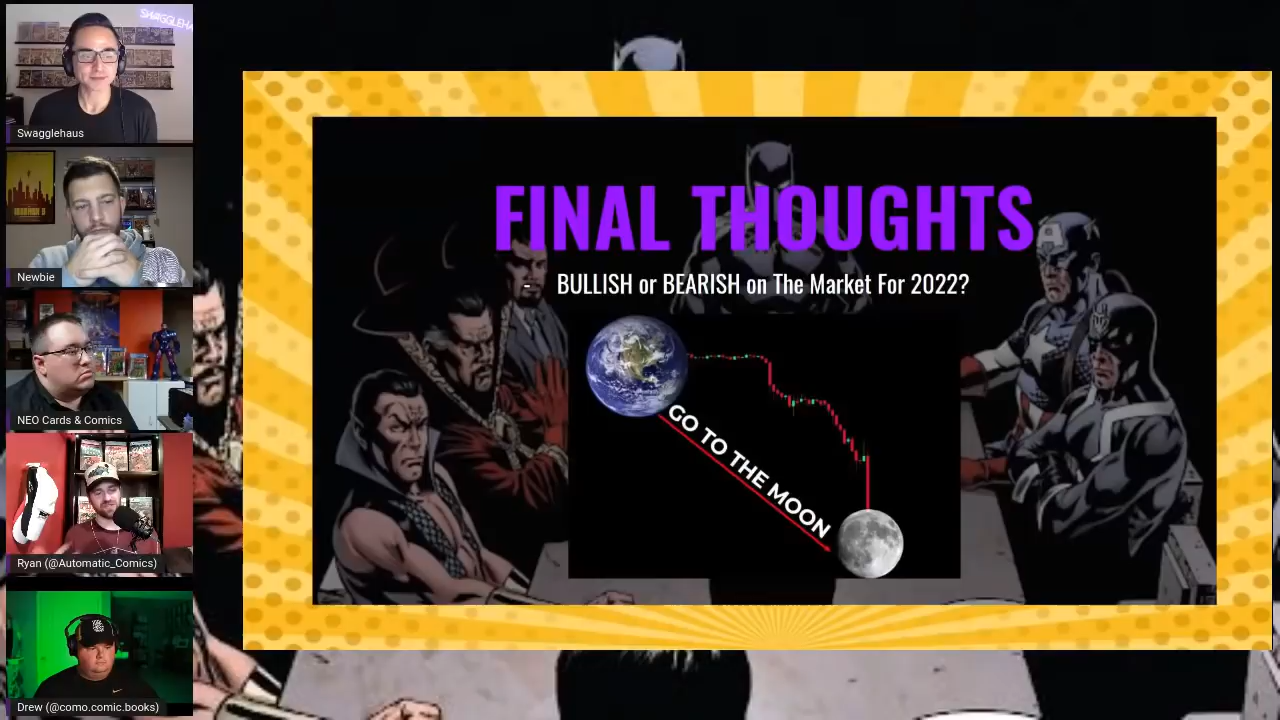 SWAGGLEHA
Swagglehaus
Newbie
NEO Cards & Comics
Ryan (@Automatic_Comics)
Drew (@como.comic.books)
FINAL THOUGHTS
- BULLISH or BEARISH on The Market For 2022?
GO TO THE MOON